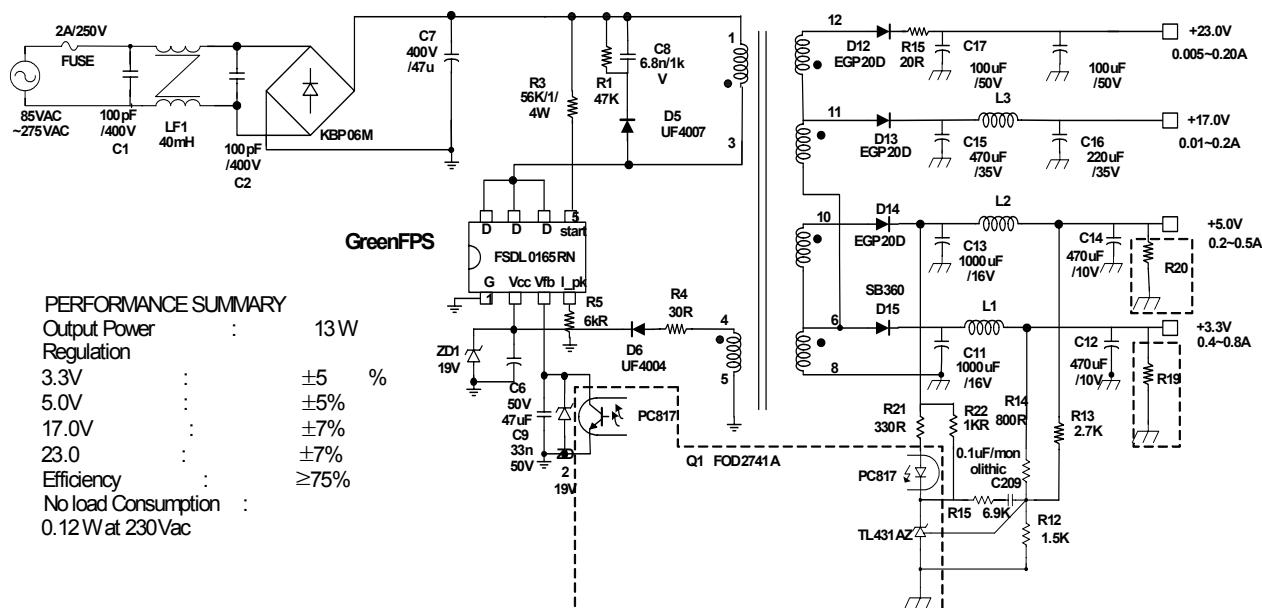 2A/250V
FUSE
85VAC
~275VAC
100pF
/400V
C1
LF1
40mH
100pF
/400V
C2
KBP06M
C7
400V
/47u
R3
56K/1/
4W
R1
47K
C8
6.8n/1k
V
D5
UF4007
1
3
12
D12
EGP20D
R15
20R
C17
100uF
/50V
100uF
/50V
+23.0V
0.005~0.20A
11
D13
EGP20D
C15
470uF
/35V
L3
C16
220uF
/35V
+17.0V
0.01~0.2A
10
D14
EGP20D
C13
1000uF
/16V
L2
C14
470uF
/10V
R20
+5.0V
0.2~0.5A
6
8
SB360
D15
C11
1000uF
/16V
L1
C12
470uF
/10V
R19
+3.3V
0.4~0.8A
GreenFPS
D D D 5
start
FSDL0165RN
G Vcc Vfb I_pk
1
R5
6kR
ZD1
19V
C6
50V
47uF
C9
33n
50V
ZD
2
19V
D6
UF4004
R4
30R
4
5
PC817
Q1 FOD2741A
R21
330R
R22
1KR
R14
800R
R13
2.7K
0.1uF/mon
olithic
C209
PC817
R15 6.9K
R12
1.5K
TL431AZ
PERFORMANCE SUMMARY
Output Power : 13W
Regulation
3.3V : ±5 %
5.0V : ±5%
17.0V : ±7%
23.0 : ±7%
Efficiency : ≥75%
No load Consumption :
0.12W at 230Vac